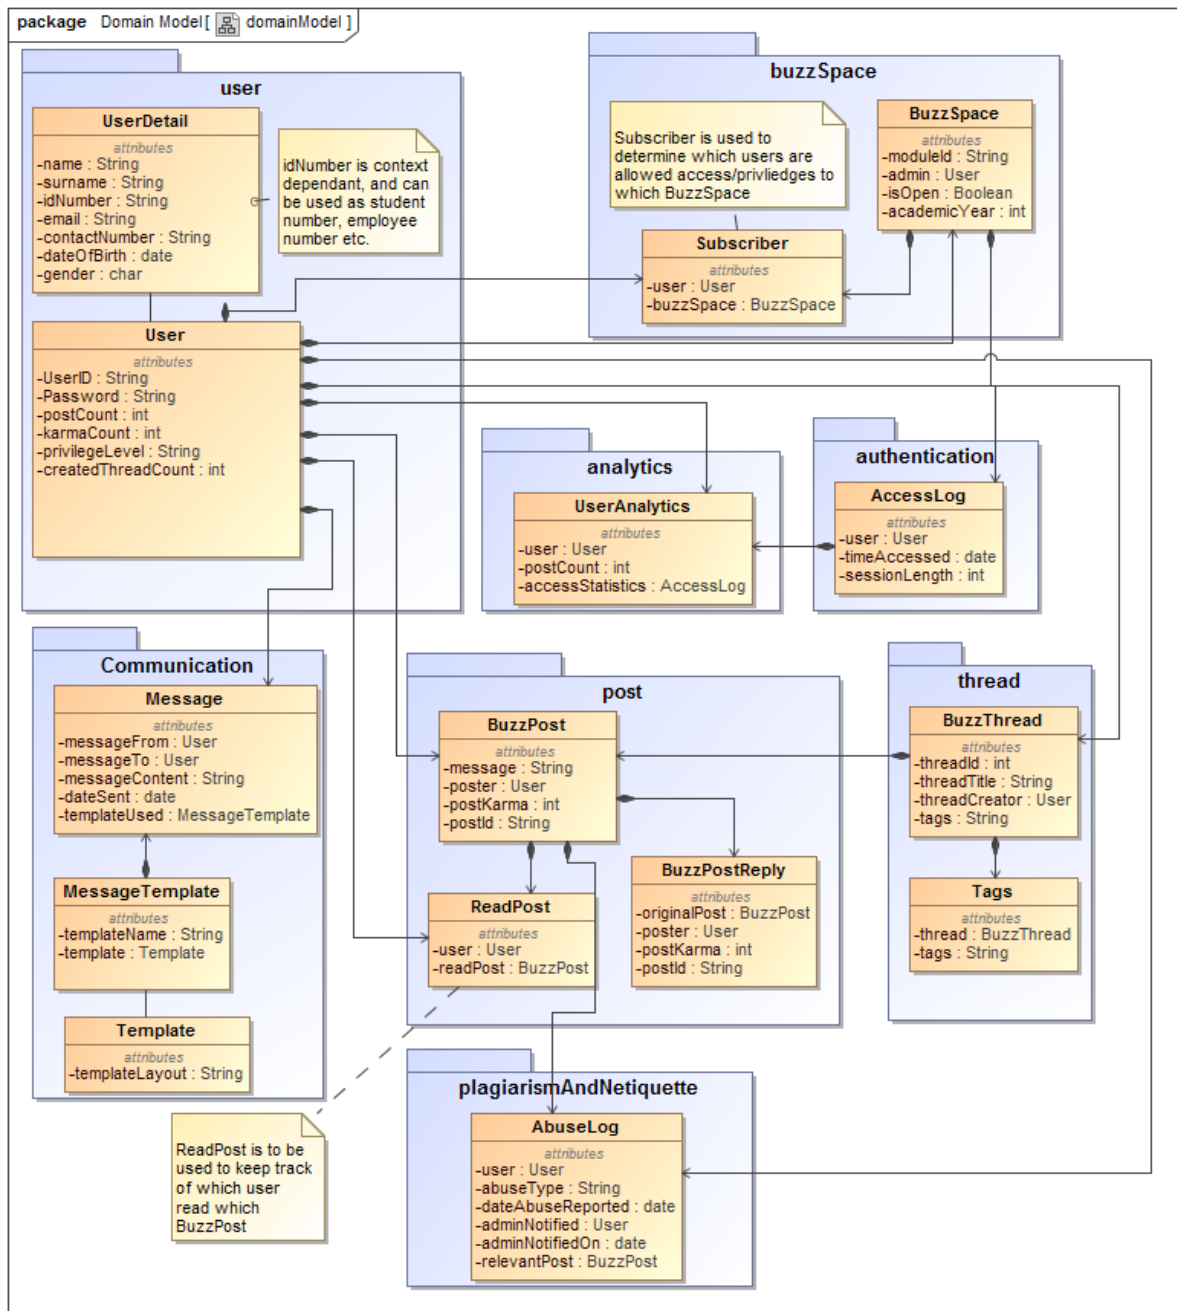 package Domain Model [ domainModel ]
user
UserDetail
attributes
-name : String
-surname : String
-idNumber : String
-email : String
-contactNumber : String
-dateOfBirth : date
-gender : char
idNumber is context
dependant, and can
be used as student
number, employee
number etc.
User
attributes
-UserID : String
-Password : String
-postCount : int
-karmaCount : int
-privilegeLevel : String
-createdThreadCount : int
buzzSpace
Subscriber is used to
determine which users are
allowed access/privliedges to
which BuzzSpace
BuzzSpace
attributes
-moduleId : String
-admin : User
-isOpen : Boolean
-academicYear : int
Subscriber
attributes
-user : User
-buzzSpace : BuzzSpace
analytics
UserAnalytics
attributes
-user : User
-postCount : int
-accessStatistics : AccessLog
authentication
AccessLog
attributes
-user : User
-timeAccessed : date
-sessionLength : int
Communication
Message
attributes
-messageFrom : User
-messageTo : User
-messageContent : String
-dateSent : date
-templateUsed : MessageTemplate
MessageTemplate
attributes
-templateName : String
-template : Template
Template
attributes
-templateLayout : String
post
BuzzPost
attributes
-message : String
-poster : User
-postKarma : int
-postId : String
ReadPost
attributes
-user : User
-readPost : BuzzPost
BuzzPostReply
attributes
-originalPost : BuzzPost
-poster : User
-postKarma : int
-postId : String
thread
BuzzThread
attributes
-threadId : int
-threadTitle : String
-threadCreator : User
-tags : String
Tags
attributes
-thread : BuzzThread
-tags : String
ReadPost is to be
used to keep track
of which user
read which
BuzzPost
plagiarismAndNetiquette
AbuseLog
attributes
-user : User
-abuseType : String
-dateAbuseReported : date
-adminNotified : User
-adminNotifiedOn : date
-relevantPost : BuzzPost